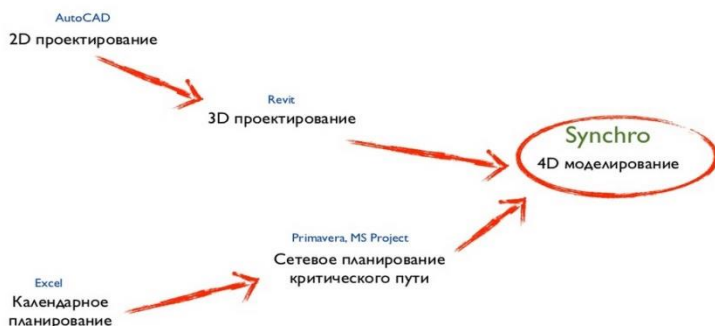 AutoCAD
2D проектирование
Revit
3D проектирование
Synchro
4D моделирование
Primavera, MS Project
Сетевое планирование
критического пути
Excel
Календарное
планирование